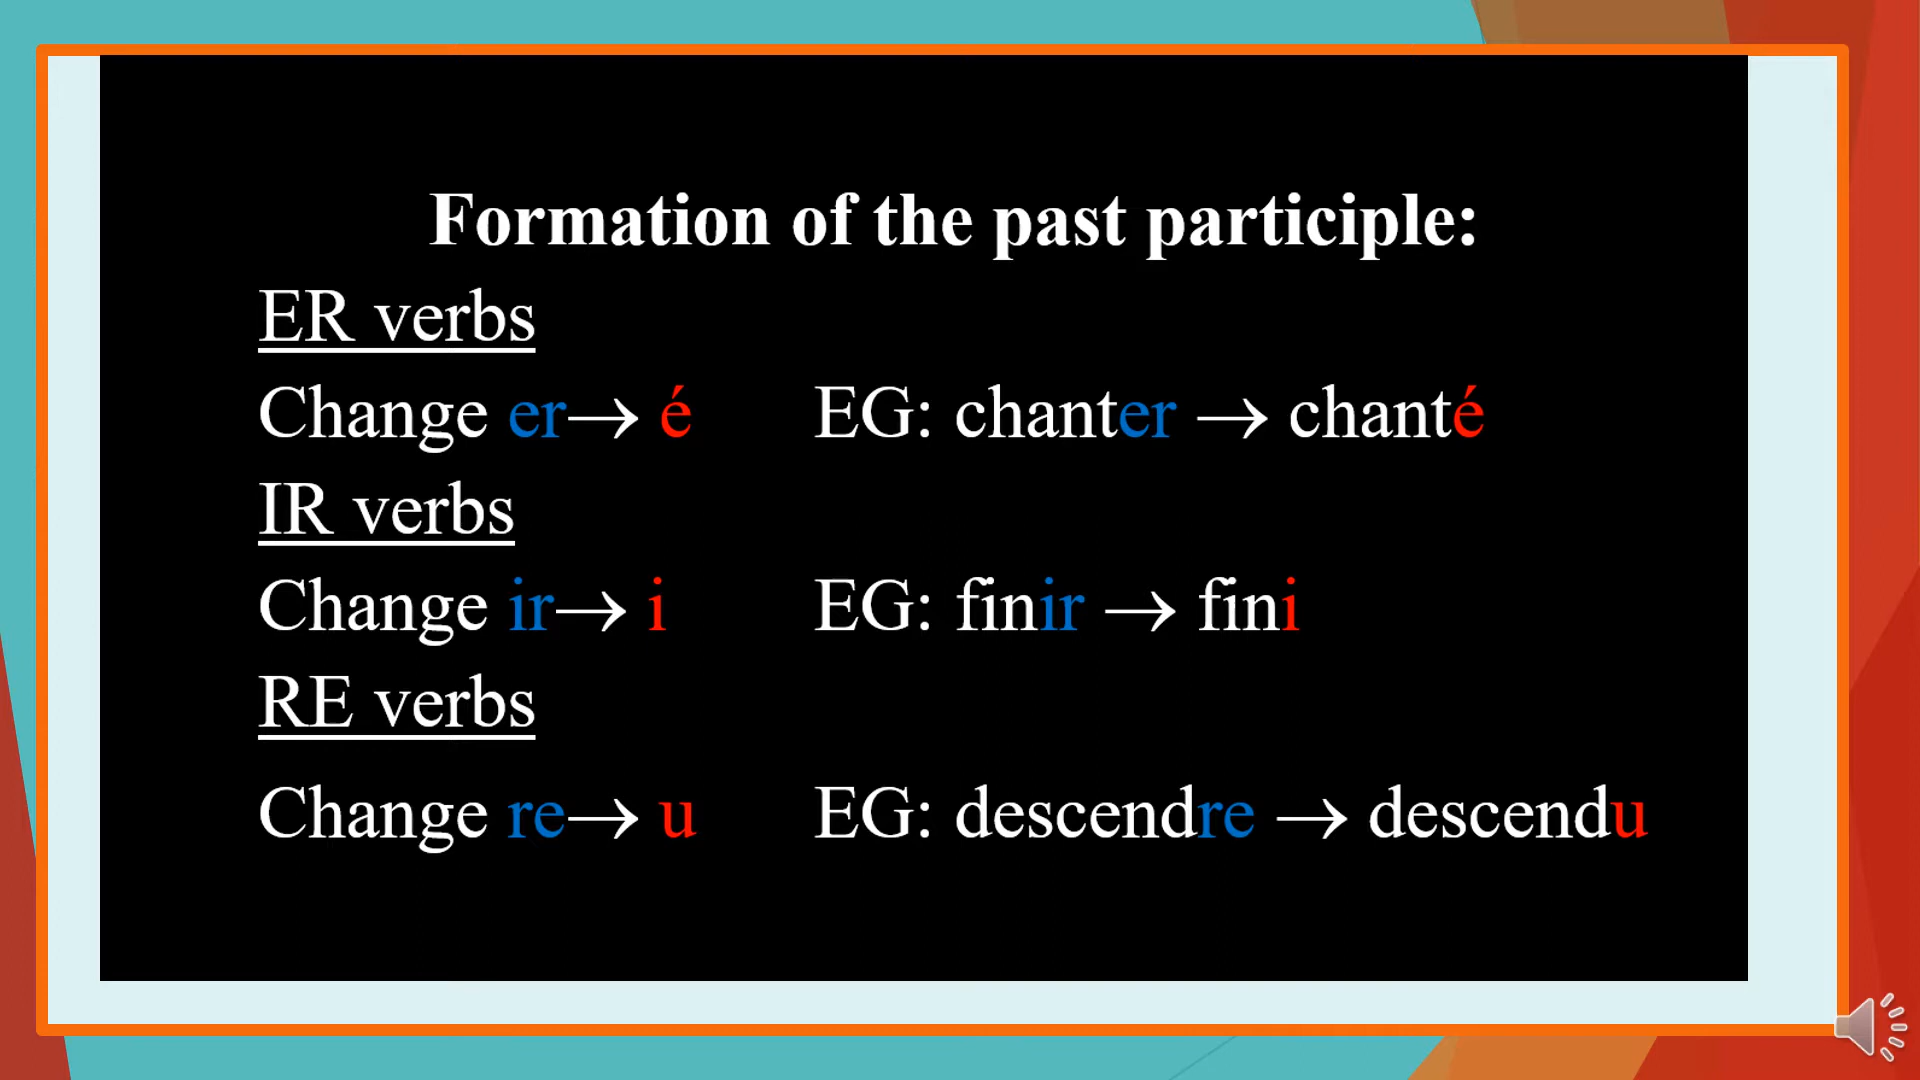 Formation of the past participle:
ER verbs
Change er→ é EG: chanter → chanté
IR verbs
Change ir→ i EG: finir → fini
RE verbs
Change re→ u EG: descendre → descendu